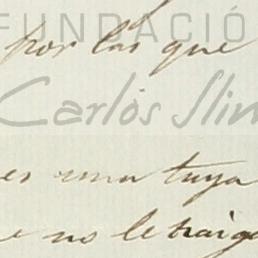 FUNDACIÓ
por las que
Carlos Slim
es una tuya
e no le traiga